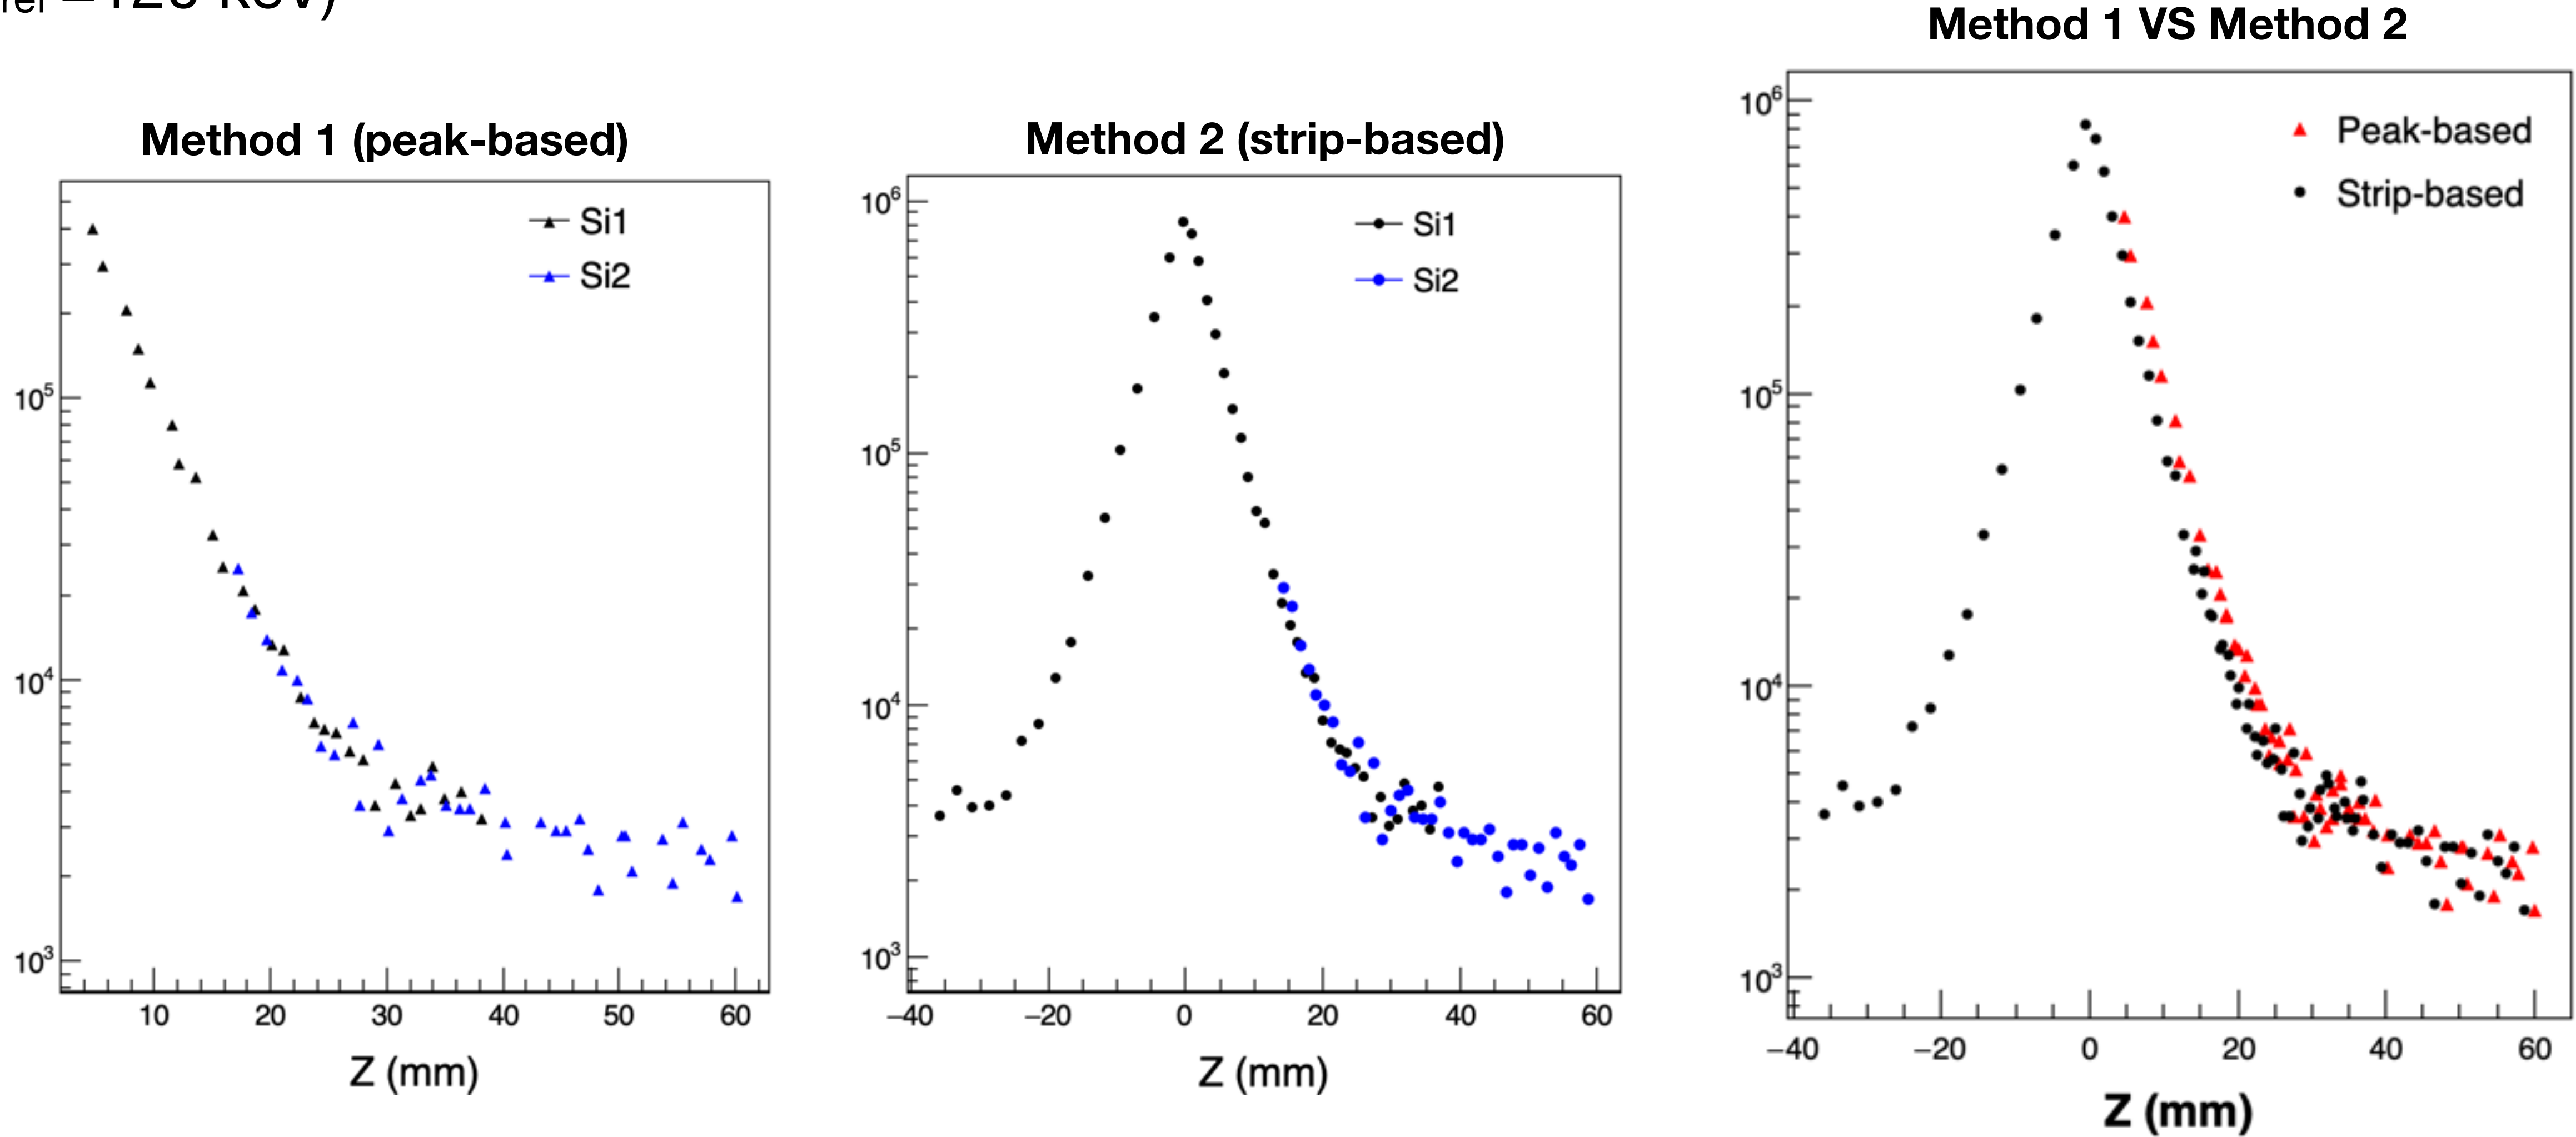 Method 1 VS Method 2
Method 1 (peak-based)
Si1
Si2
10⁵
10⁴
10³
10 20 30 40 50 60
Z (mm)
Method 2 (strip-based)
Si1
Si2
10⁶
10⁵
10⁴
10³
−40 −20 0 20 40 60
Z (mm)
Peak-based
Strip-based
10⁶
10⁵
10⁴
10³
−40 −20 0 20 40 60
Z (mm)